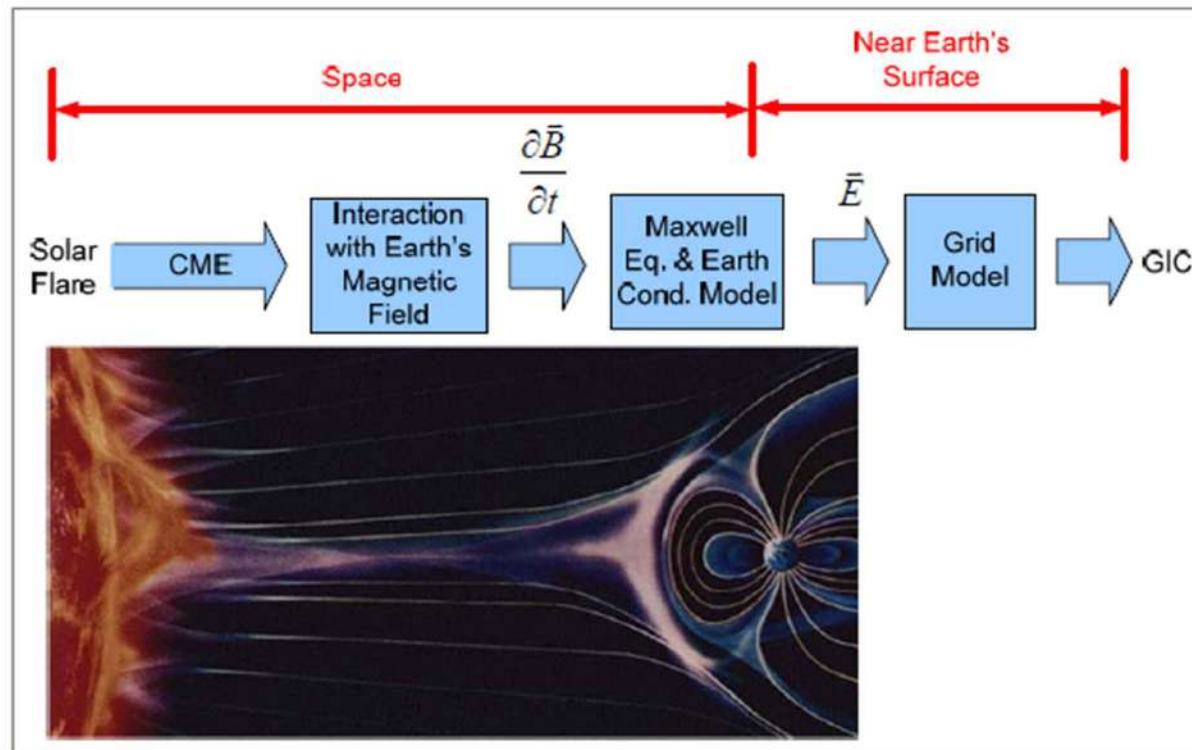 Space
Near Earth's
Surface
∂B̄
∂t
Ē
Solar
Flare
CME
Interaction
with Earth's
Magnetic
Field
Maxwell
Eq. & Earth
Cond. Model
Grid
Model
GIC